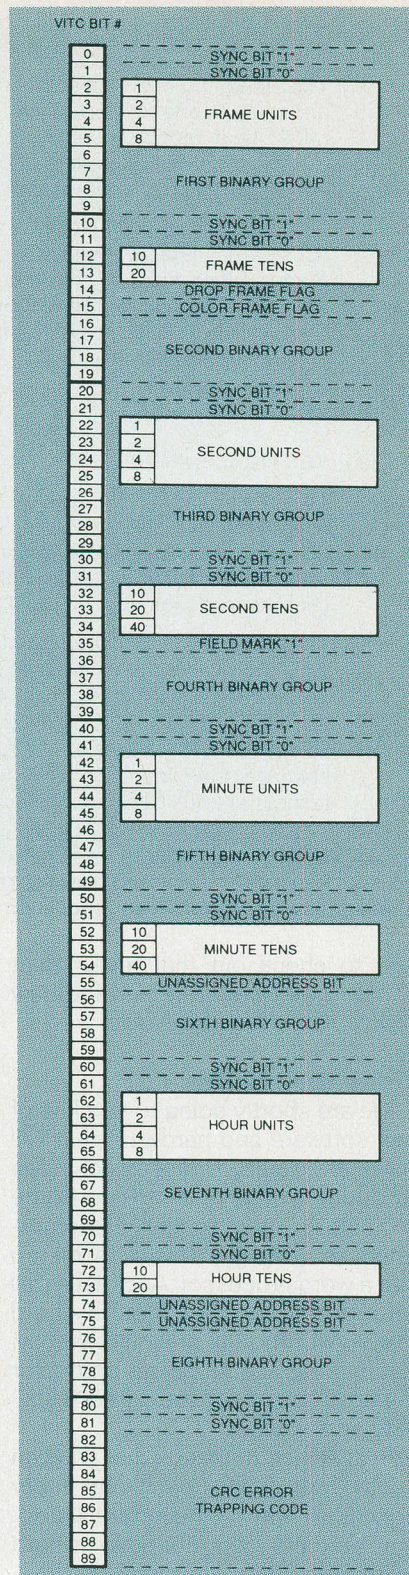 VITC BIT #
0 SYNC BIT "1"
1 SYNC BIT "0"
2 1
3 2 FRAME UNITS
4 4
5 8
6
7 FIRST BINARY GROUP
8
9
10 SYNC BIT "1"
11 SYNC BIT "0"
12 10 FRAME TENS
13 20
14 DROP FRAME FLAG
15 COLOR FRAME FLAG
16
17 SECOND BINARY GROUP
18
19
20 SYNC BIT "1"
21 SYNC BIT "0"
22 1
23 2 SECOND UNITS
24 4
25 8
26
27 THIRD BINARY GROUP
28
29
30 SYNC BIT "1"
31 SYNC BIT "0"
32 10
33 20 SECOND TENS
34 40
35 FIELD MARK "1"
36
37 FOURTH BINARY GROUP
38
39
40 SYNC BIT "1"
41 SYNC BIT "0"
42 1
43 2 MINUTE UNITS
44 4
45 8
46
47 FIFTH BINARY GROUP
48
49
50 SYNC BIT "1"
51 SYNC BIT "0"
52 10
53 20 MINUTE TENS
54 40
55 UNASSIGNED ADDRESS BIT
56
57 SIXTH BINARY GROUP
58
59
60 SYNC BIT "1"
61 SYNC BIT "0"
62 1
63 2 HOUR UNITS
64 4
65 8
66
67 SEVENTH BINARY GROUP
68
69
70 SYNC BIT "1"
71 SYNC BIT "0"
72 10 HOUR TENS
73 20
74 UNASSIGNED ADDRESS BIT
75 UNASSIGNED ADDRESS BIT
76
77 EIGHTH BINARY GROUP
78
79
80 SYNC BIT "1"
81 SYNC BIT "0"
82
83
84
85 CRC ERROR
86 TRAPPING CODE
87
88
89